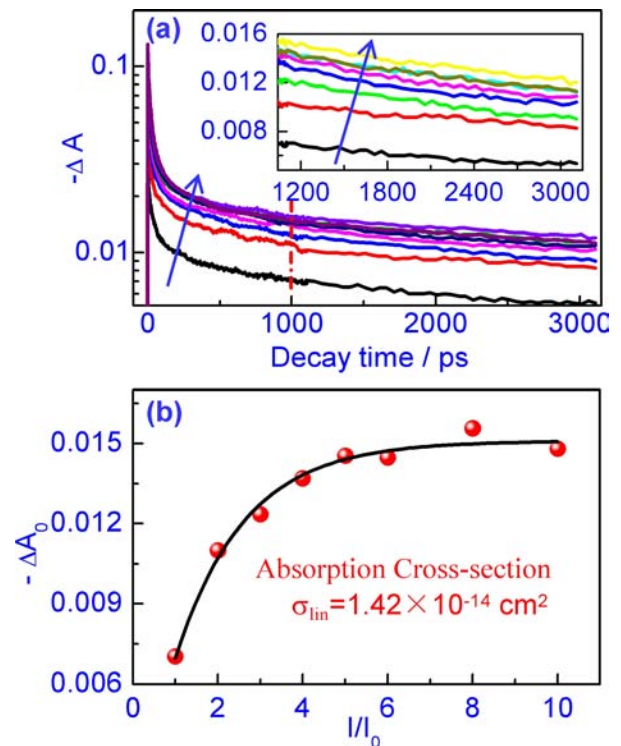 (a)
0.1
0.01
-Δ A
0.016
0.012
0.008
1200 1800 2400 3000
0 1000 2000 3000
Decay time / ps
(b)
0.015
0.012
0.009
0.006
- ΔA₀
Absorption Cross-section
σ_lin=1.42×10⁻¹⁴ cm²
0 2 4 6 8 10
I/I₀